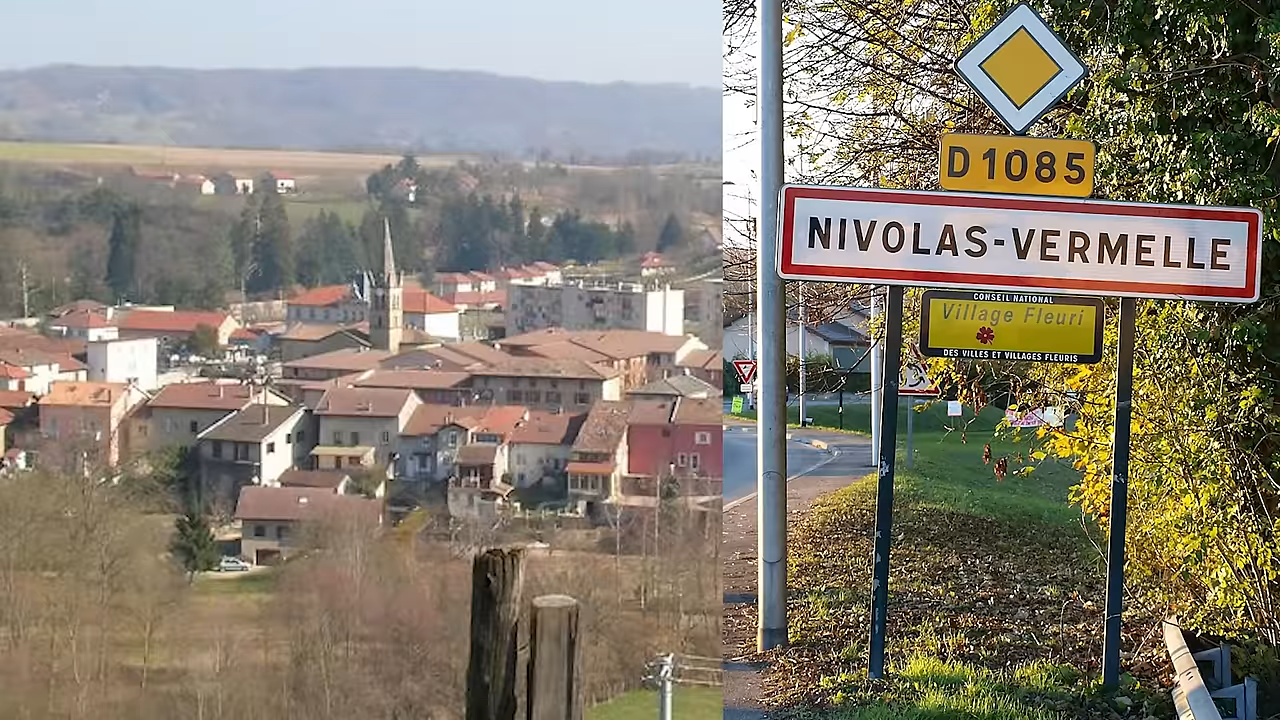 D 1085
NIVOLAS-VERMELLE
CONSEIL NATIONAL
Village Fleuri
DES VILLES ET VILLAGES FLEURIS